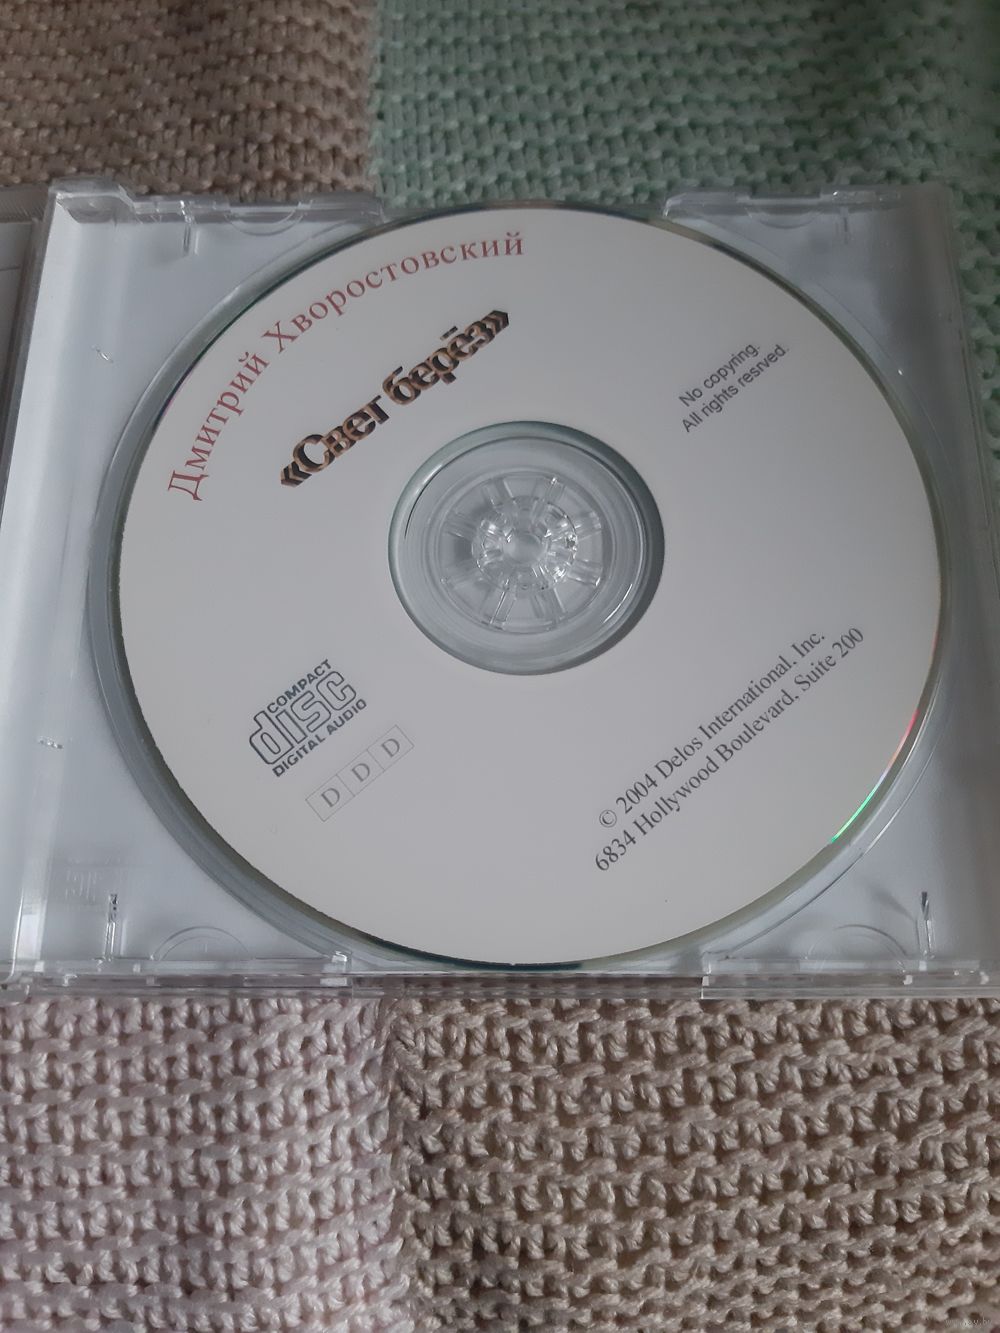 Дмитрий Хворостовский
«Свет берёз»
No copyring.
All rights resrved.
COMPACT
disc
DIGITAL AUDIO
D D D
© 2004 Delos International, Inc.
6834 Hollywood Boulevard, Suite 200